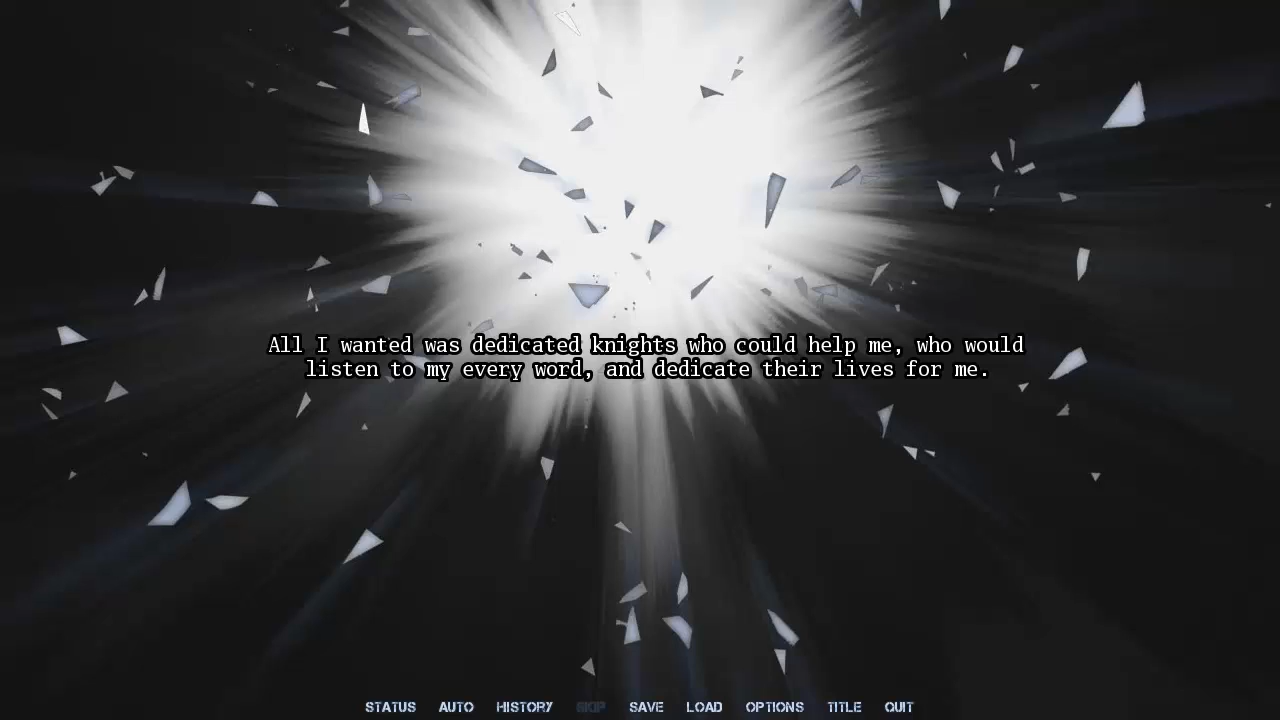 All I wanted was dedicated knights who could help me, who would
listen to my every word, and dedicate their lives for me.
STATUS AUTO HISTORY SKIP SAVE LOAD OPTIONS TITLE QUIT